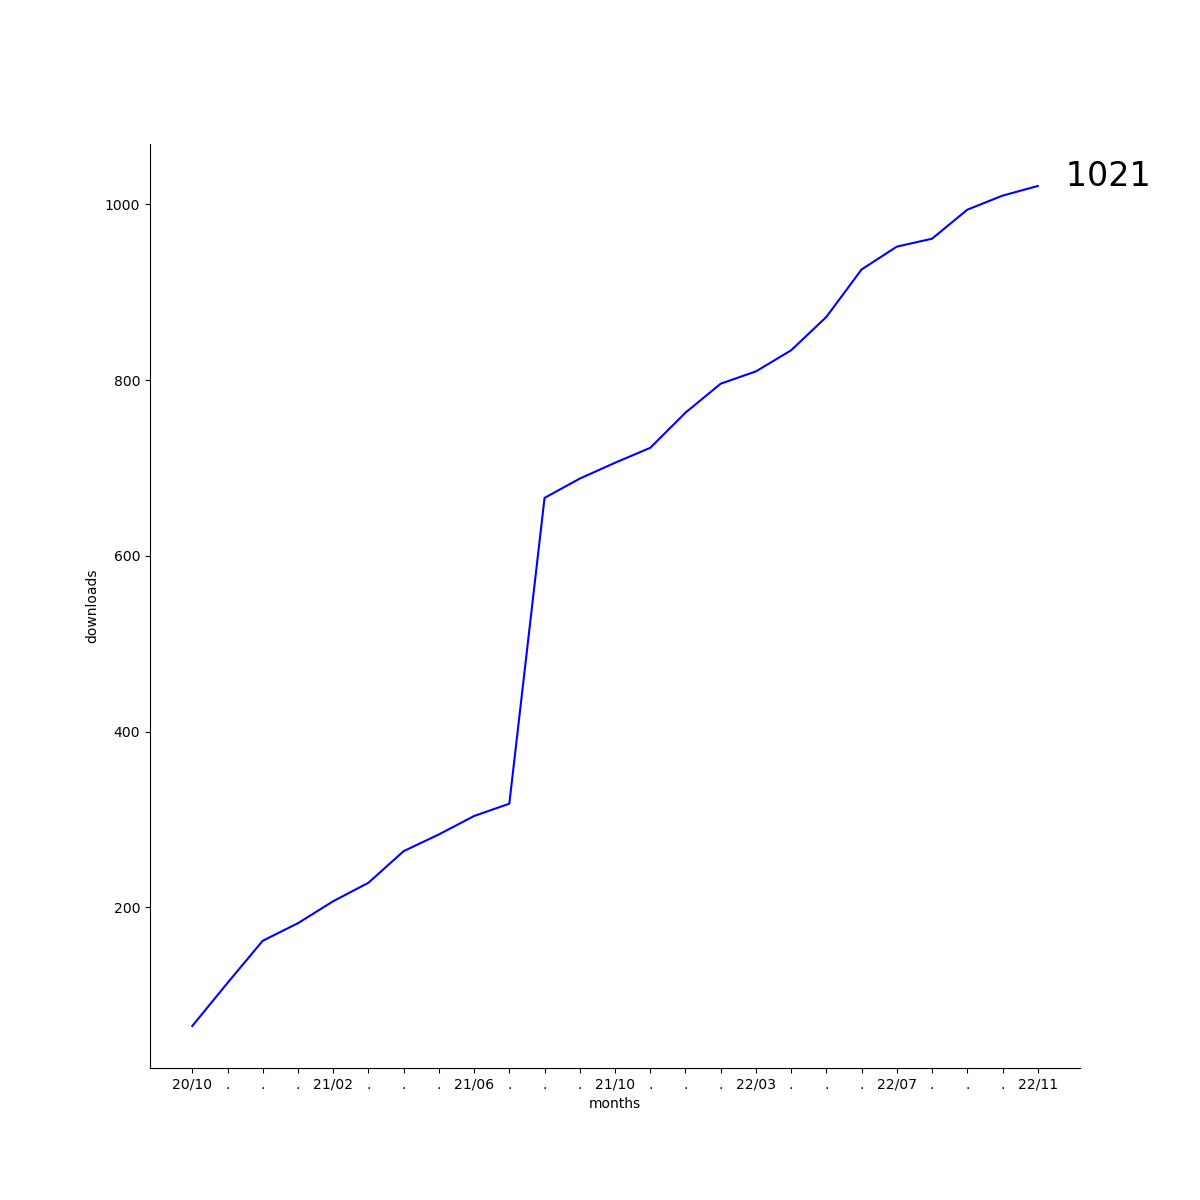 1021
1000
800
600
400
200
downloads
20/10 . . . 21/02 . . . 21/06 . . . 21/10 . . . 22/03 . . . 22/07 . . . 22/11
months